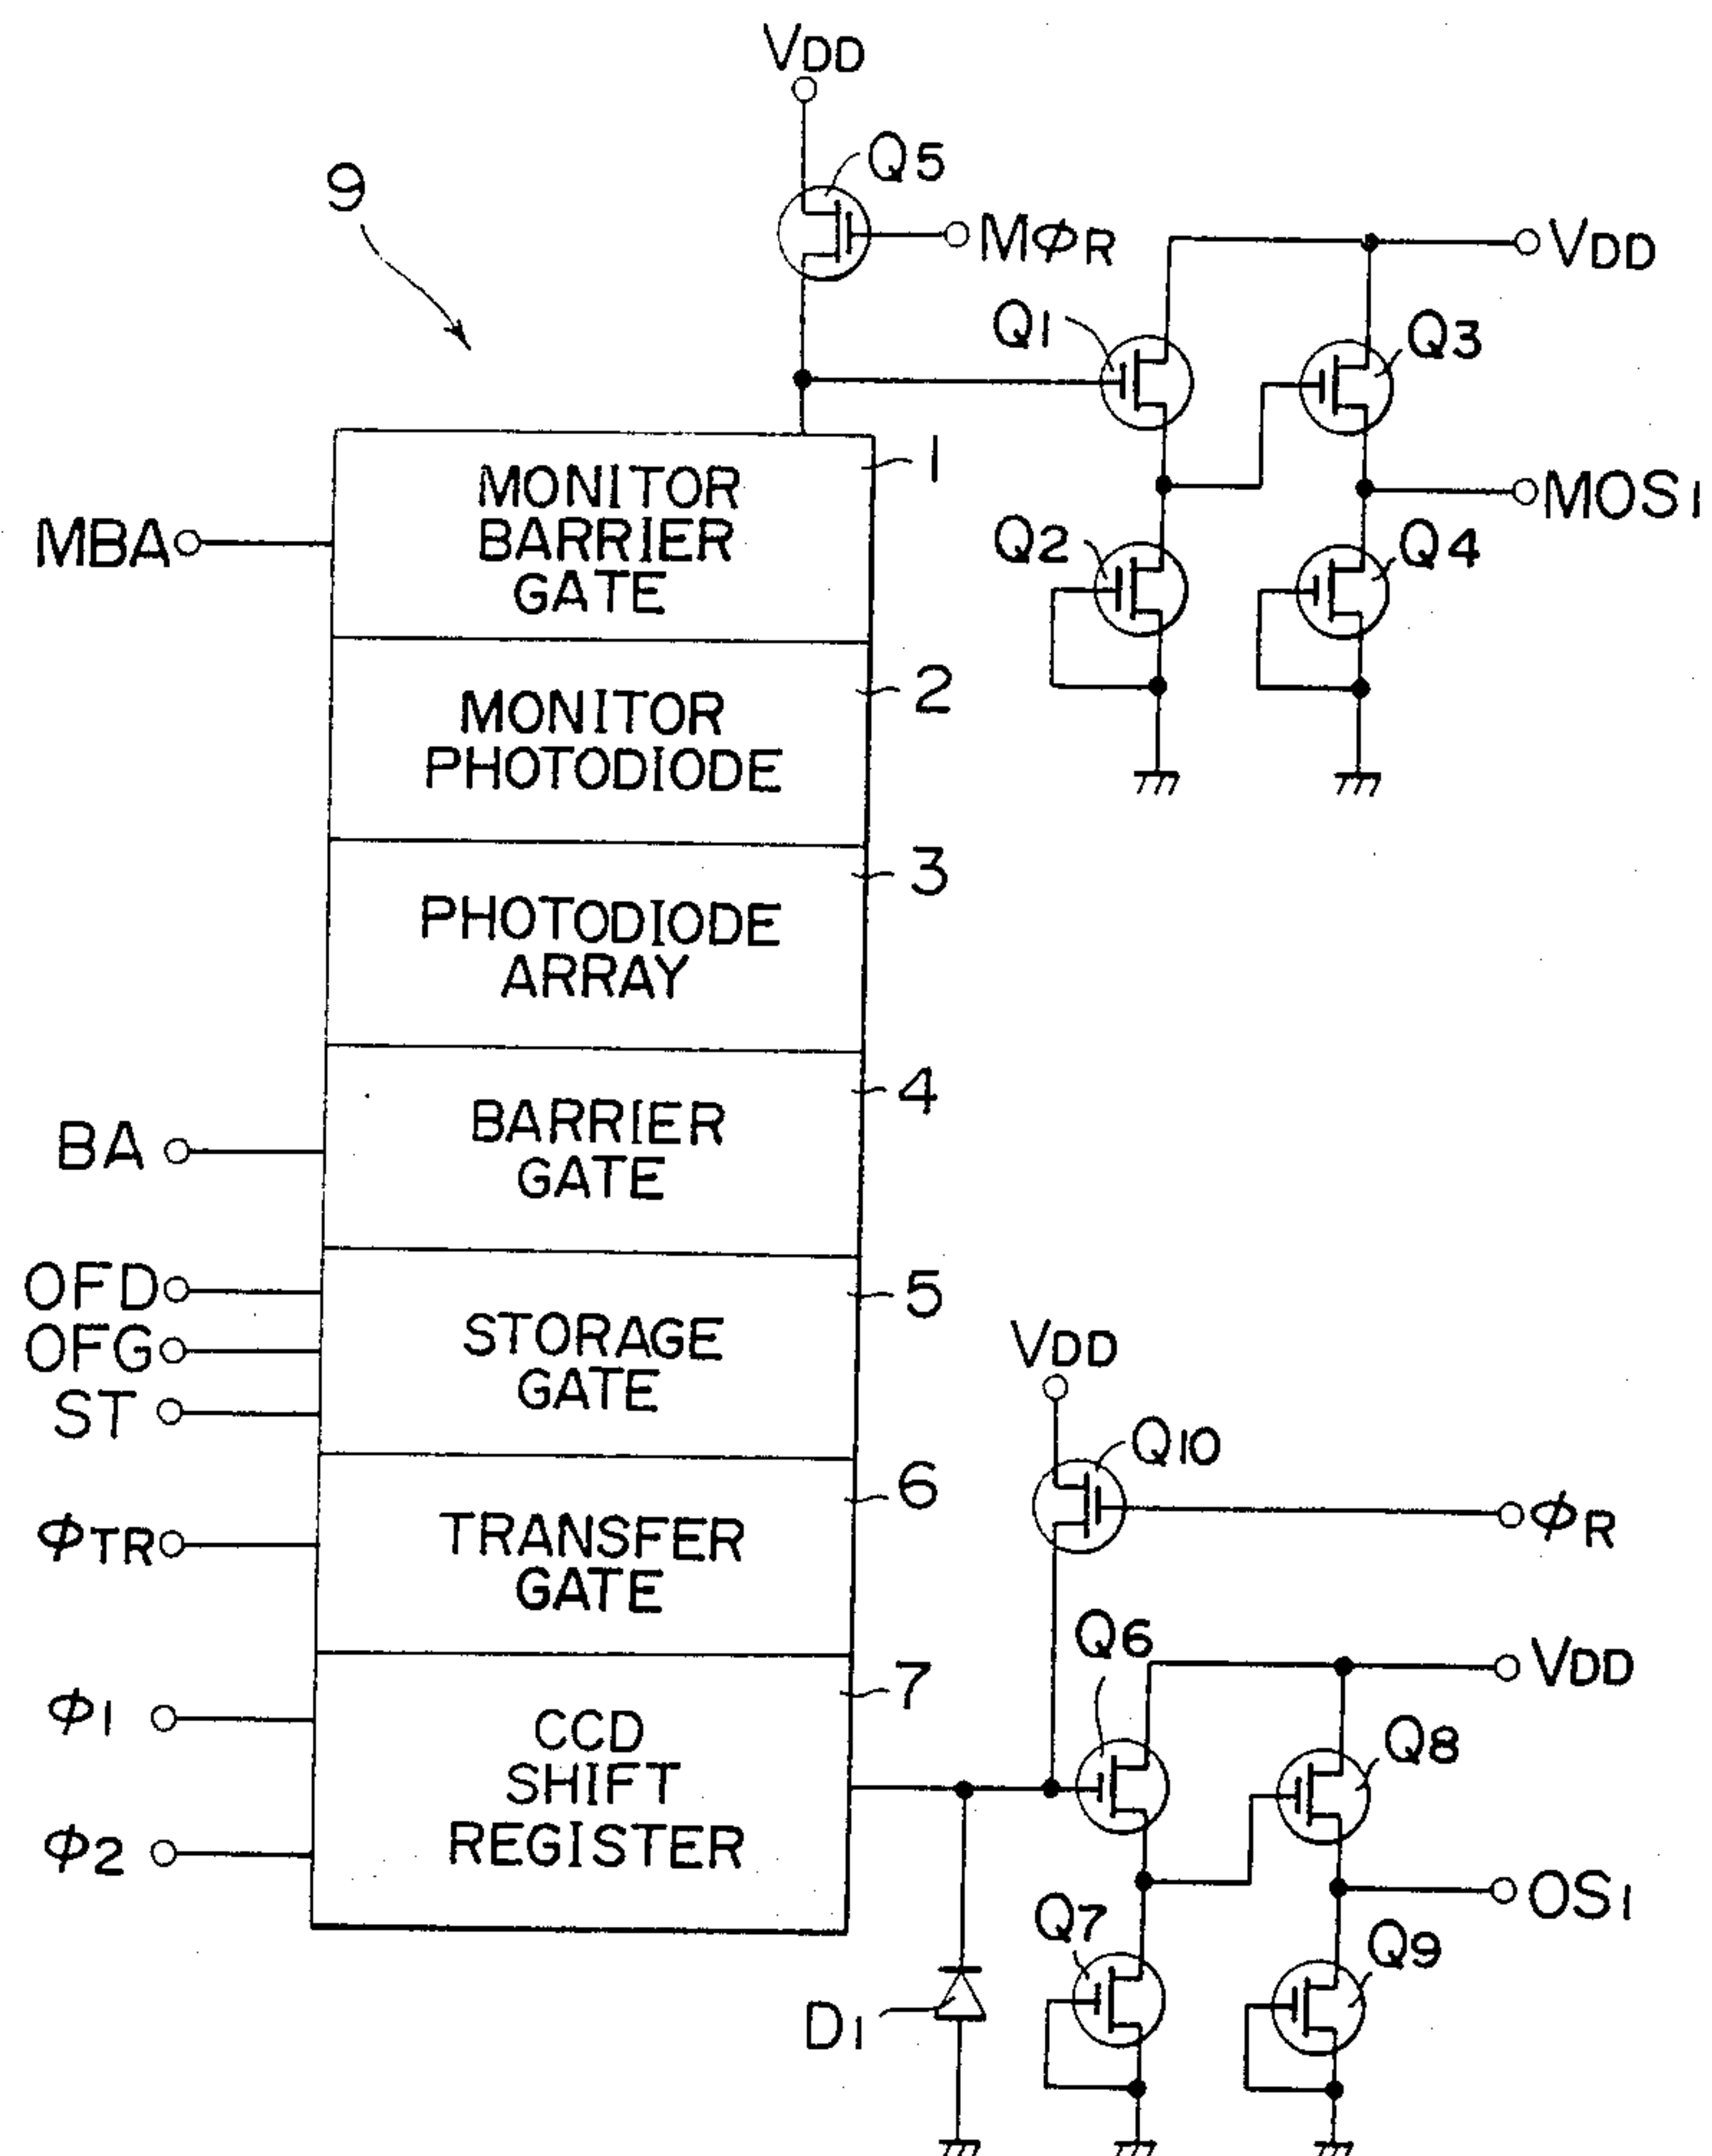 VDD
Q5
9
MφR
VDD
Q1
Q3
1
MONITOR
BARRIER
GATE
MBA
MOS1
Q2
Q4
2
MONITOR
PHOTODIODE
3
PHOTODIODE
ARRAY
4
BARRIER
GATE
BA
OFD
OFG
ST
5
STORAGE
GATE
VDD
Q10
6
TRANSFER
GATE
φTR
φR
Q6
VDD
7
φ1
CCD
SHIFT
REGISTER
φ2
Q8
OS1
Q7
Q9
D1